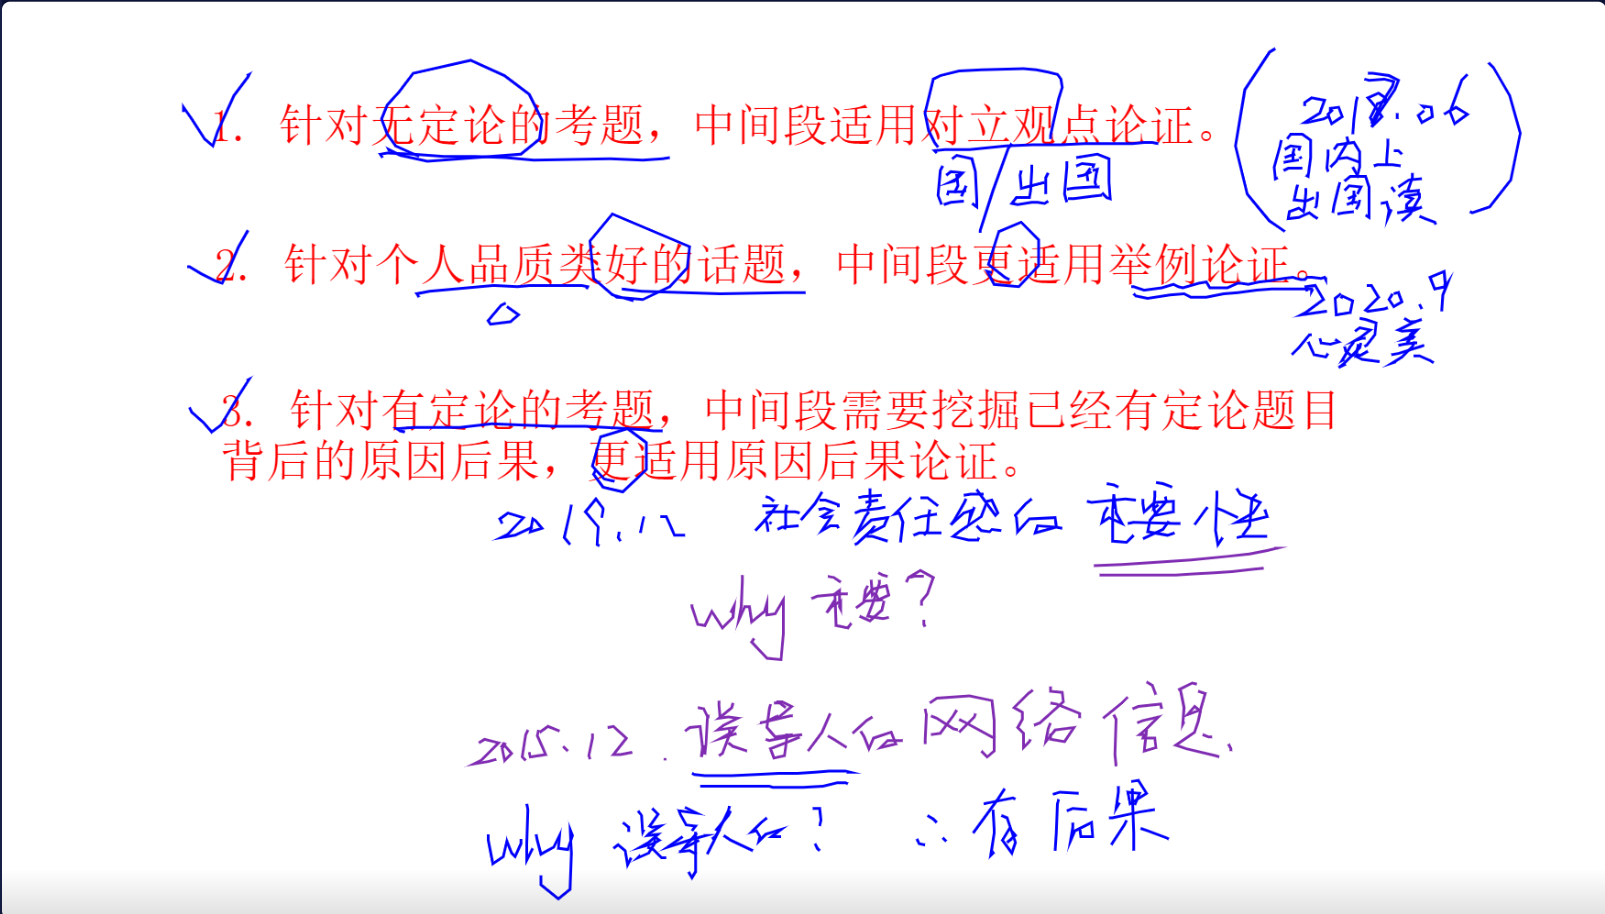 1. 针对无定论的考题，中间段适用对立观点论证。
2018.06
国内上
出国读
国/出国
2. 针对个人品质类好的话题，中间段更适用举例论证。
2020.9
心灵美
3. 针对有定论的考题，中间段需要挖掘已经有定论题目
背后的原因后果，更适用原因后果论证。
2019.12 社会责任感的重要性
why 重要？
2015.12. 误导人的网络信息.
why 误导人的？ ∴有后果